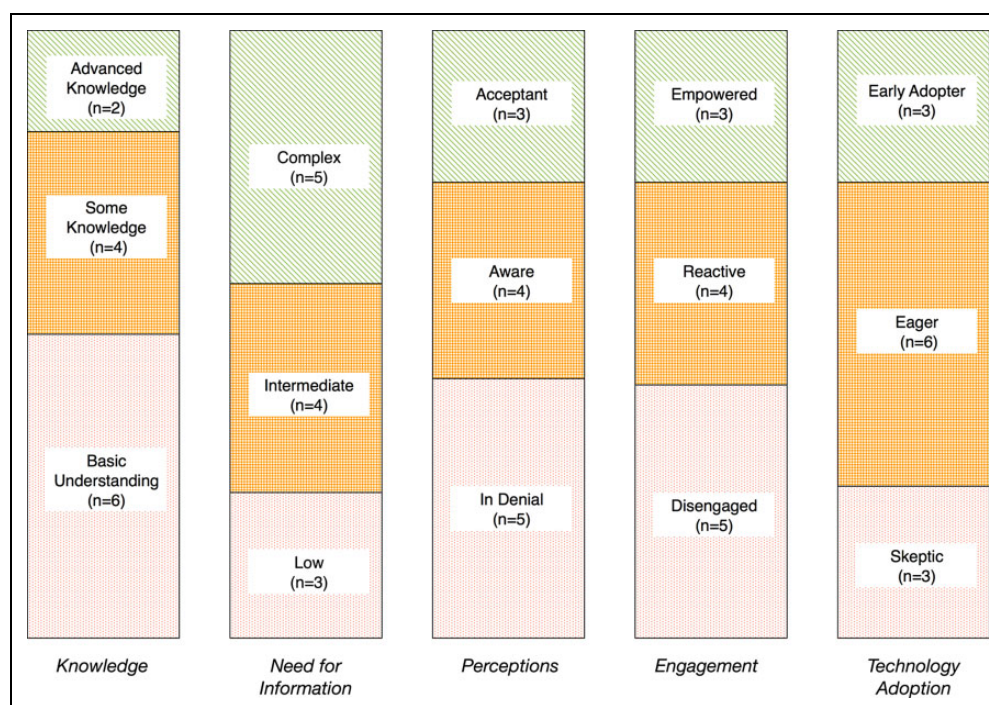 Advanced
Knowledge
(n=2)
Some
Knowledge
(n=4)
Basic
Understanding
(n=6)
Knowledge
Complex
(n=5)
Intermediate
(n=4)
Low
(n=3)
Need for
Information
Acceptant
(n=3)
Aware
(n=4)
In Denial
(n=5)
Perceptions
Empowered
(n=3)
Reactive
(n=4)
Disengaged
(n=5)
Engagement
Early Adopter
(n=3)
Eager
(n=6)
Skeptic
(n=3)
Technology
Adoption